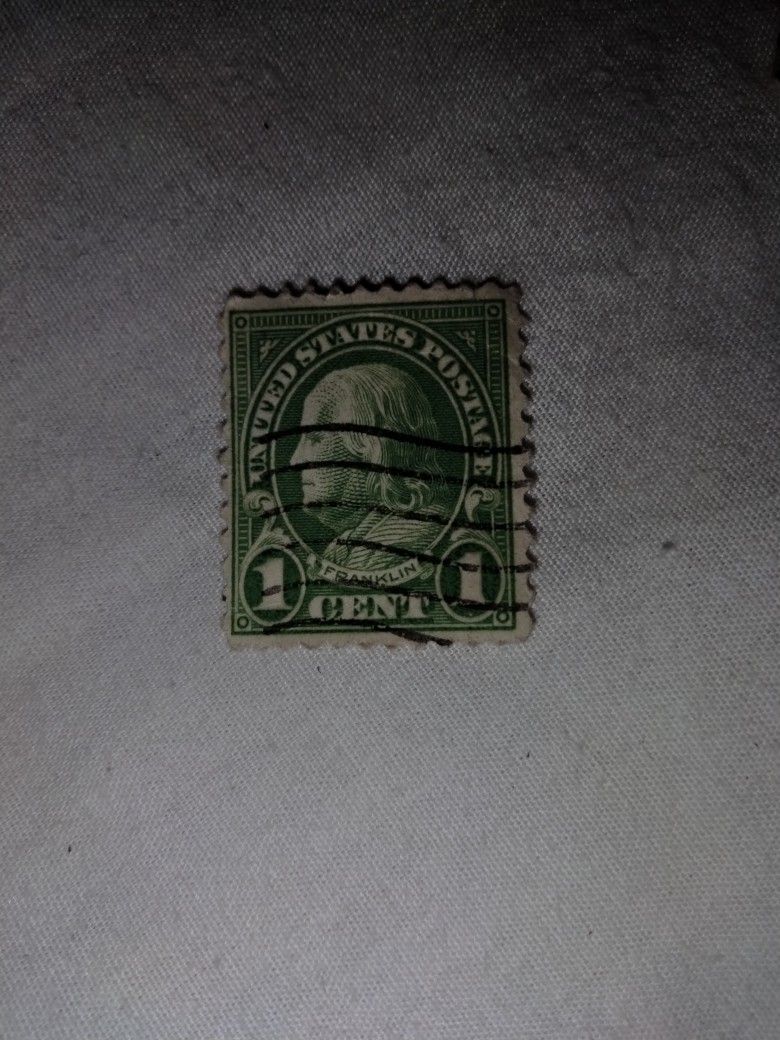 UNITED STATES POSTAGE
FRANKLIN
1 CENT 1